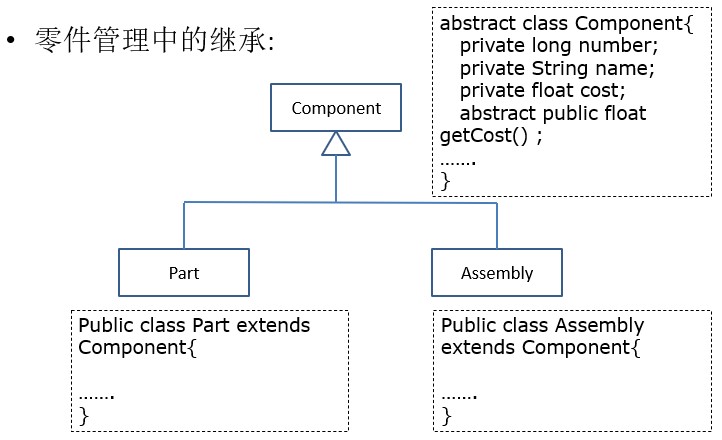 • 零件管理中的继承:
abstract class Component{
private long number;
private String name;
private float cost;
abstract public float
getCost() ;
.......
}
Component
Part
Assembly
Public class Part extends
Component{
.......
}
Public class Assembly
extends Component{
.......
}